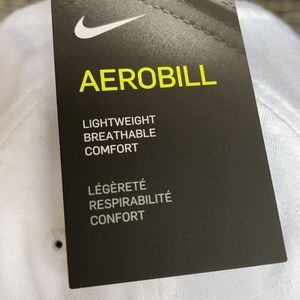 AEROBILL
LIGHTWEIGHT
BREATHABLE
COMFORT
LÉGÈRETÉ
RESPIRABILITÉ
CONFORT